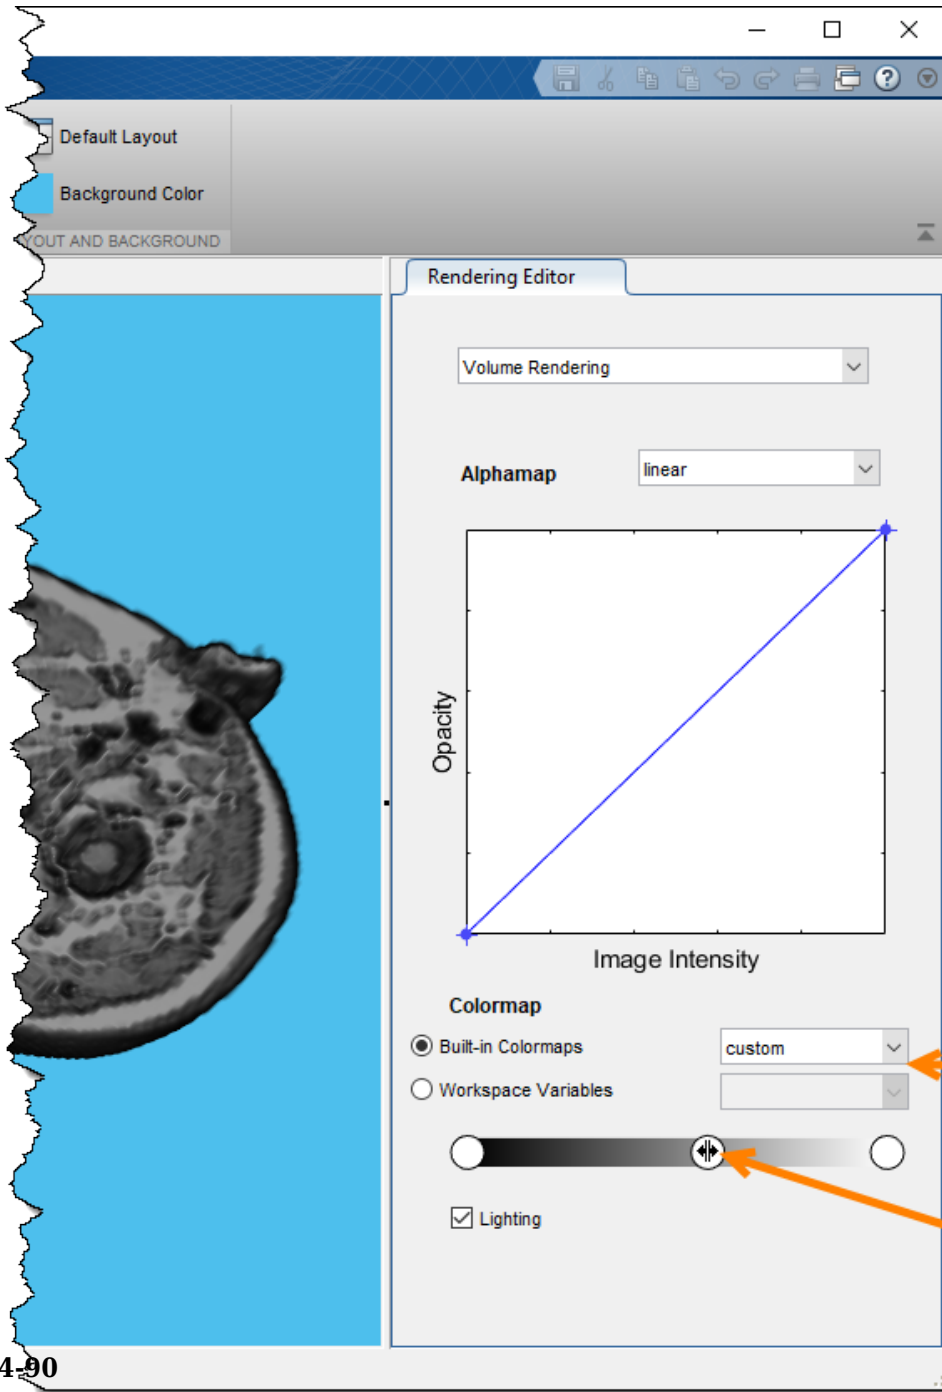 Default Layout
Background Color
YOUT AND BACKGROUND
Rendering Editor
Volume Rendering
Alphamap
linear
Opacity
Image Intensity
Colormap
Built-in Colormaps
custom
Workspace Variables
Lighting
4-90